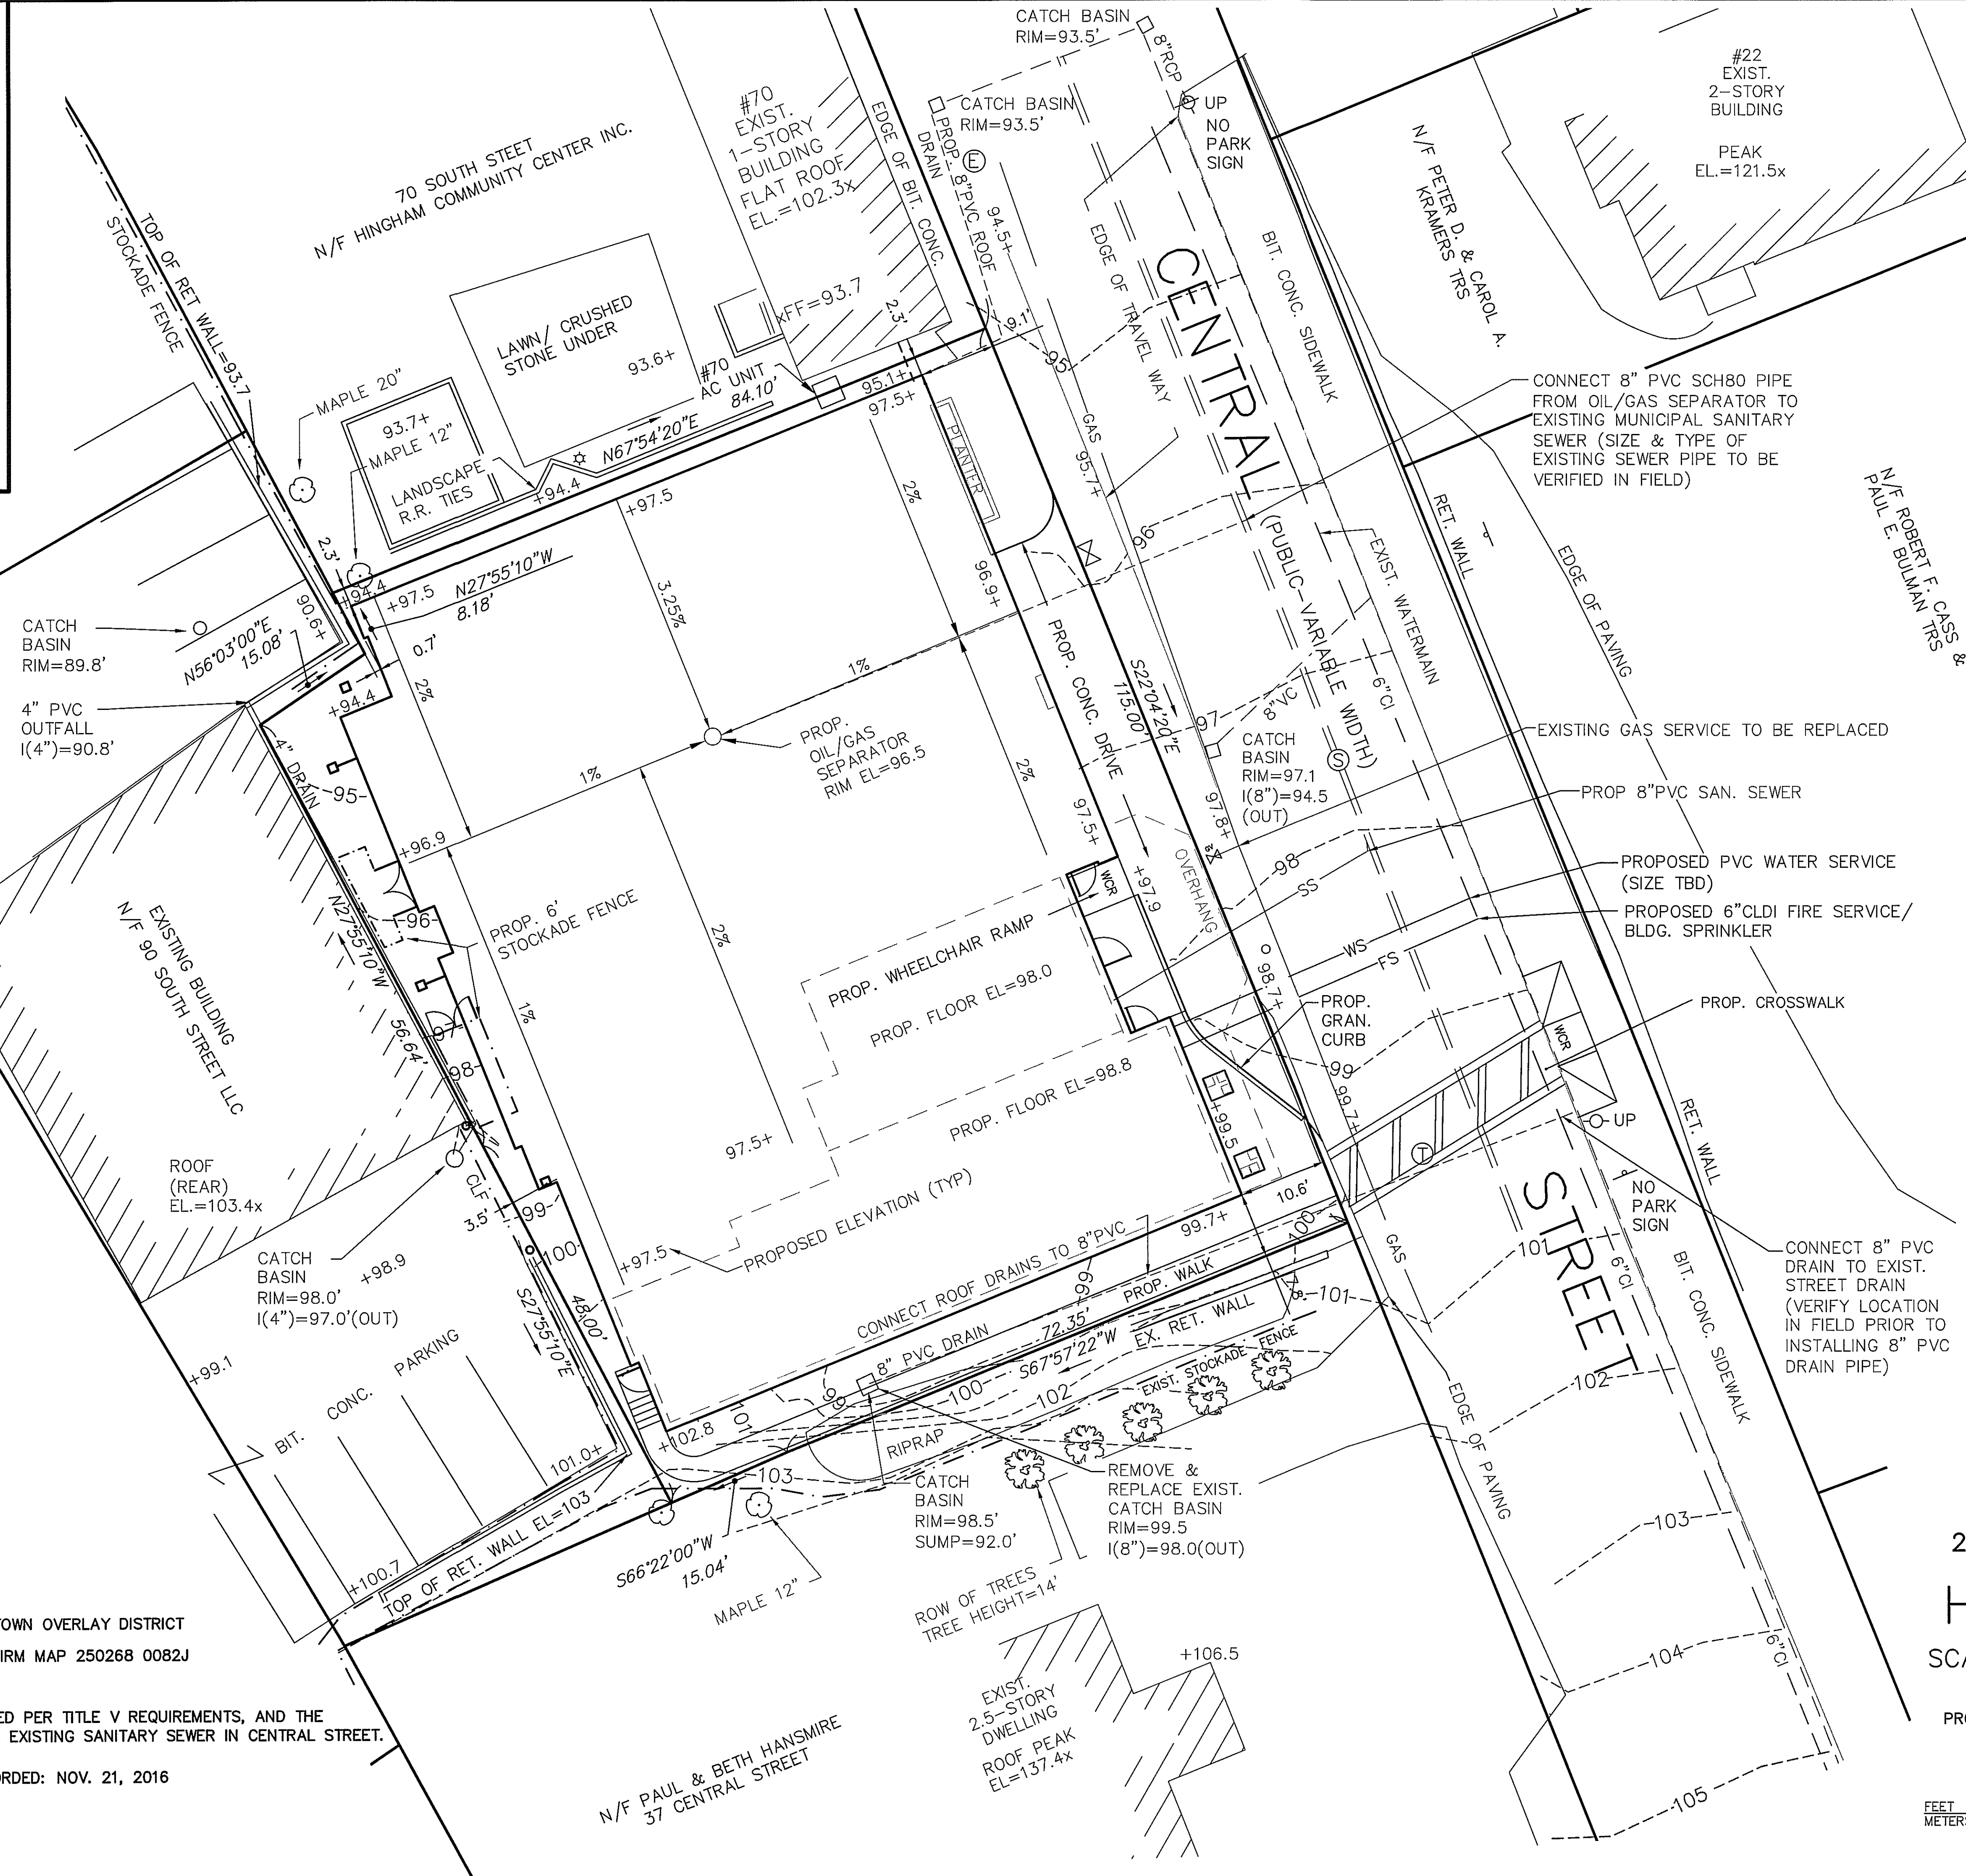 CATCH BASIN
RIM=93.5'
8"RCP
#22
EXIST.
2-STORY
BUILDING
PEAK
EL.=121.5x
#70
EXIST.
1-STORY
BUILDING
FLAT ROOF
EL.=102.3x
70 SOUTH STEET
N/F HINGHAM COMMUNITY CENTER INC.
EDGE OF BIT. CONC.
CATCH BASIN
RIM=93.5'
PROP. 8"PVC ROOF
DRAIN
E
UP
NO
PARK
SIGN
N/F PETER D. & CAROL A.
KRAMERS TRS
TOP OF RET WALL=93.7
STOCKADE FENCE
94.5+
EDGE OF TRAVEL WAY
CENTRAL
(PUBLIC-VARIABLE WIDTH)
BIT. CONC. SIDEWALK
LAWN/ CRUSHED
STONE UNDER
93.6+
xFF=93.7
2.3'
9.1'
95
#70
AC UNIT
84.10'
95.1+
97.5+
N67°54'20"E
MAPLE 20"
93.7+
MAPLE 12"
LANDSCAPE
R.R. TIES
+94.4
+97.5
PLANTER
2%
GAS
95.7+
96
CONNECT 8" PVC SCH80 PIPE
FROM OIL/GAS SEPARATOR TO
EXISTING MUNICIPAL SANITARY
SEWER (SIZE & TYPE OF
EXISTING SEWER PIPE TO BE
VERIFIED IN FIELD)
RET. WALL
EXIST. WATERMAIN
EDGE OF PAVING
N/F ROBERT F. CASS &
PAUL E. BULMAN TRS
2.3'
+94.4
+97.5
N27°55'10"W
8.18'
3.25%
96.9+
90.6+
CATCH
BASIN
RIM=89.8'
N56°03'00"E
15.08'
0.7'
2%
1%
PROP. CONC. DRIVE
S22°04'20"E
115.00'
6"CI
97
8"VC
4" PVC
OUTFALL
I(4")=90.8'
+94.4
4" DRAIN
95
PROP.
OIL/GAS
SEPARATOR
RIM EL=96.5
1%
2%
CATCH
BASIN
RIM=97.1
I(8")=94.5
(OUT)
S
EXISTING GAS SERVICE TO BE REPLACED
PROP 8"PVC SAN. SEWER
+96.9
97.5+
97.8+
OVERHANG
98
SS
PROPOSED PVC WATER SERVICE
(SIZE TBD)
PROPOSED 6"CLDI FIRE SERVICE/
BLDG. SPRINKLER
EXISTING BUILDING
N/F 90 SOUTH STREET LLC
N27°55'10"W
56.64'
96
PROP. 6'
STOCKADE FENCE
2%
WCR
+97.9
PROP. WHEELCHAIR RAMP
PROP. FLOOR EL=98.0
WS
FS
98.7+
PROP.
GRAN.
CURB
PROP. CROSSWALK
WCR
97
98
1%
PROP. FLOOR EL=98.8
99
99.7+
+99.5
T
UP
RET. WALL
97.5+
ROOF
(REAR)
EL.=103.4x
CLF
3.5'
99
100
PROPOSED ELEVATION (TYP)
+97.5
10.6'
99.7+
100
STREET
NO
PARK
SIGN
CATCH
BASIN
RIM=98.0'
I(4")=97.0'(OUT)
+98.9
S27°55'10"E
48.00'
CONNECT ROOF DRAINS TO 8"PVC
99
PROP. WALK
7.8'
101
GAS
101
6"CI
BIT. CONC. SIDEWALK
CONNECT 8" PVC
DRAIN TO EXIST.
STREET DRAIN
(VERIFY LOCATION
IN FIELD PRIOR TO
INSTALLING 8" PVC
DRAIN PIPE)
+99.1
BIT. CONC. PARKING
8" PVC DRAIN
72.35'
S67°57'22"W
EX. RET. WALL
EXIST. STOCKADE FENCE
99
100
102
102
101
+102.8
101.0+
RIPRAP
103
EDGE OF PAVING
CATCH
BASIN
RIM=98.5'
SUMP=92.0'
REMOVE &
REPLACE EXIST.
CATCH BASIN
RIM=99.5
I(8")=98.0(OUT)
103
+100.7
TOP OF RET. WALL EL=103
S66°22'00"W
15.04'
MAPLE 12"
ROW OF TREES
TREE HEIGHT=14'
+106.5
EXIST.
2.5-STORY
DWELLING
ROOF PEAK
EL=137.4x
104
6"CI
105
N/F PAUL & BETH HANSMIRE
37 CENTRAL STREET
OWN OVERLAY DISTRICT
IRM MAP 250268 0082J
ED PER TITLE V REQUIREMENTS, AND THE
EXISTING SANITARY SEWER IN CENTRAL STREET.
RDED: NOV. 21, 2016
2
H
SCA
PR
FEET
METERS